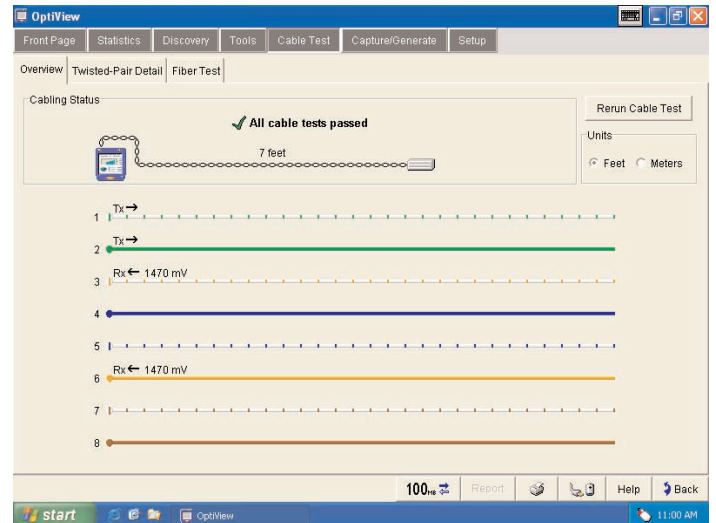 OptiView
Front Page Statistics Discovery Tools Cable Test Capture/Generate Setup
Overview Twisted-Pair Detail Fiber Test
Cabling Status
All cable tests passed
7 feet
Rerun Cable Test
Units
Feet Meters
1 Tx→
2 Tx→
3 Rx← 1470 mV
4
5
6 Rx← 1470 mV
7
8
100 Report Help Back
start OptiView 11:00 AM